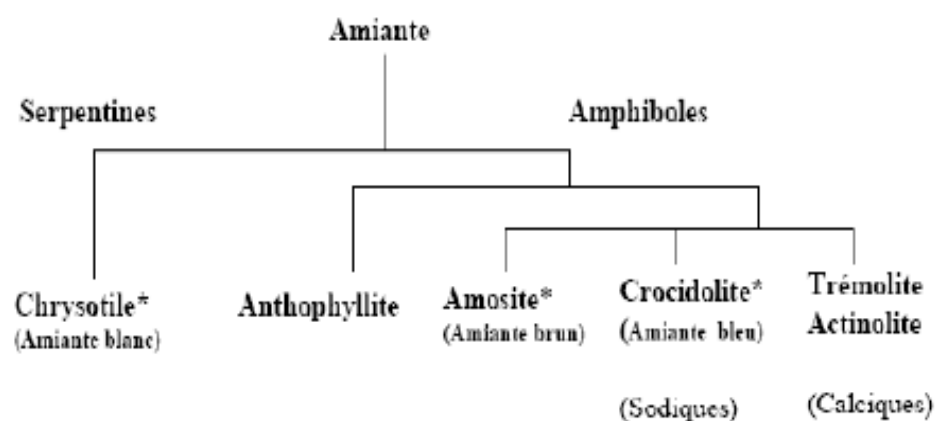 Amiante
Serpentines
Amphiboles
Chrysotile*
(Amiante blanc)
Anthophyllite
Amosite*
(Amiante brun)
Crocidolite*
(Amiante bleu)
(Sodiques)
Trémolite
Actinolite
(Calciques)